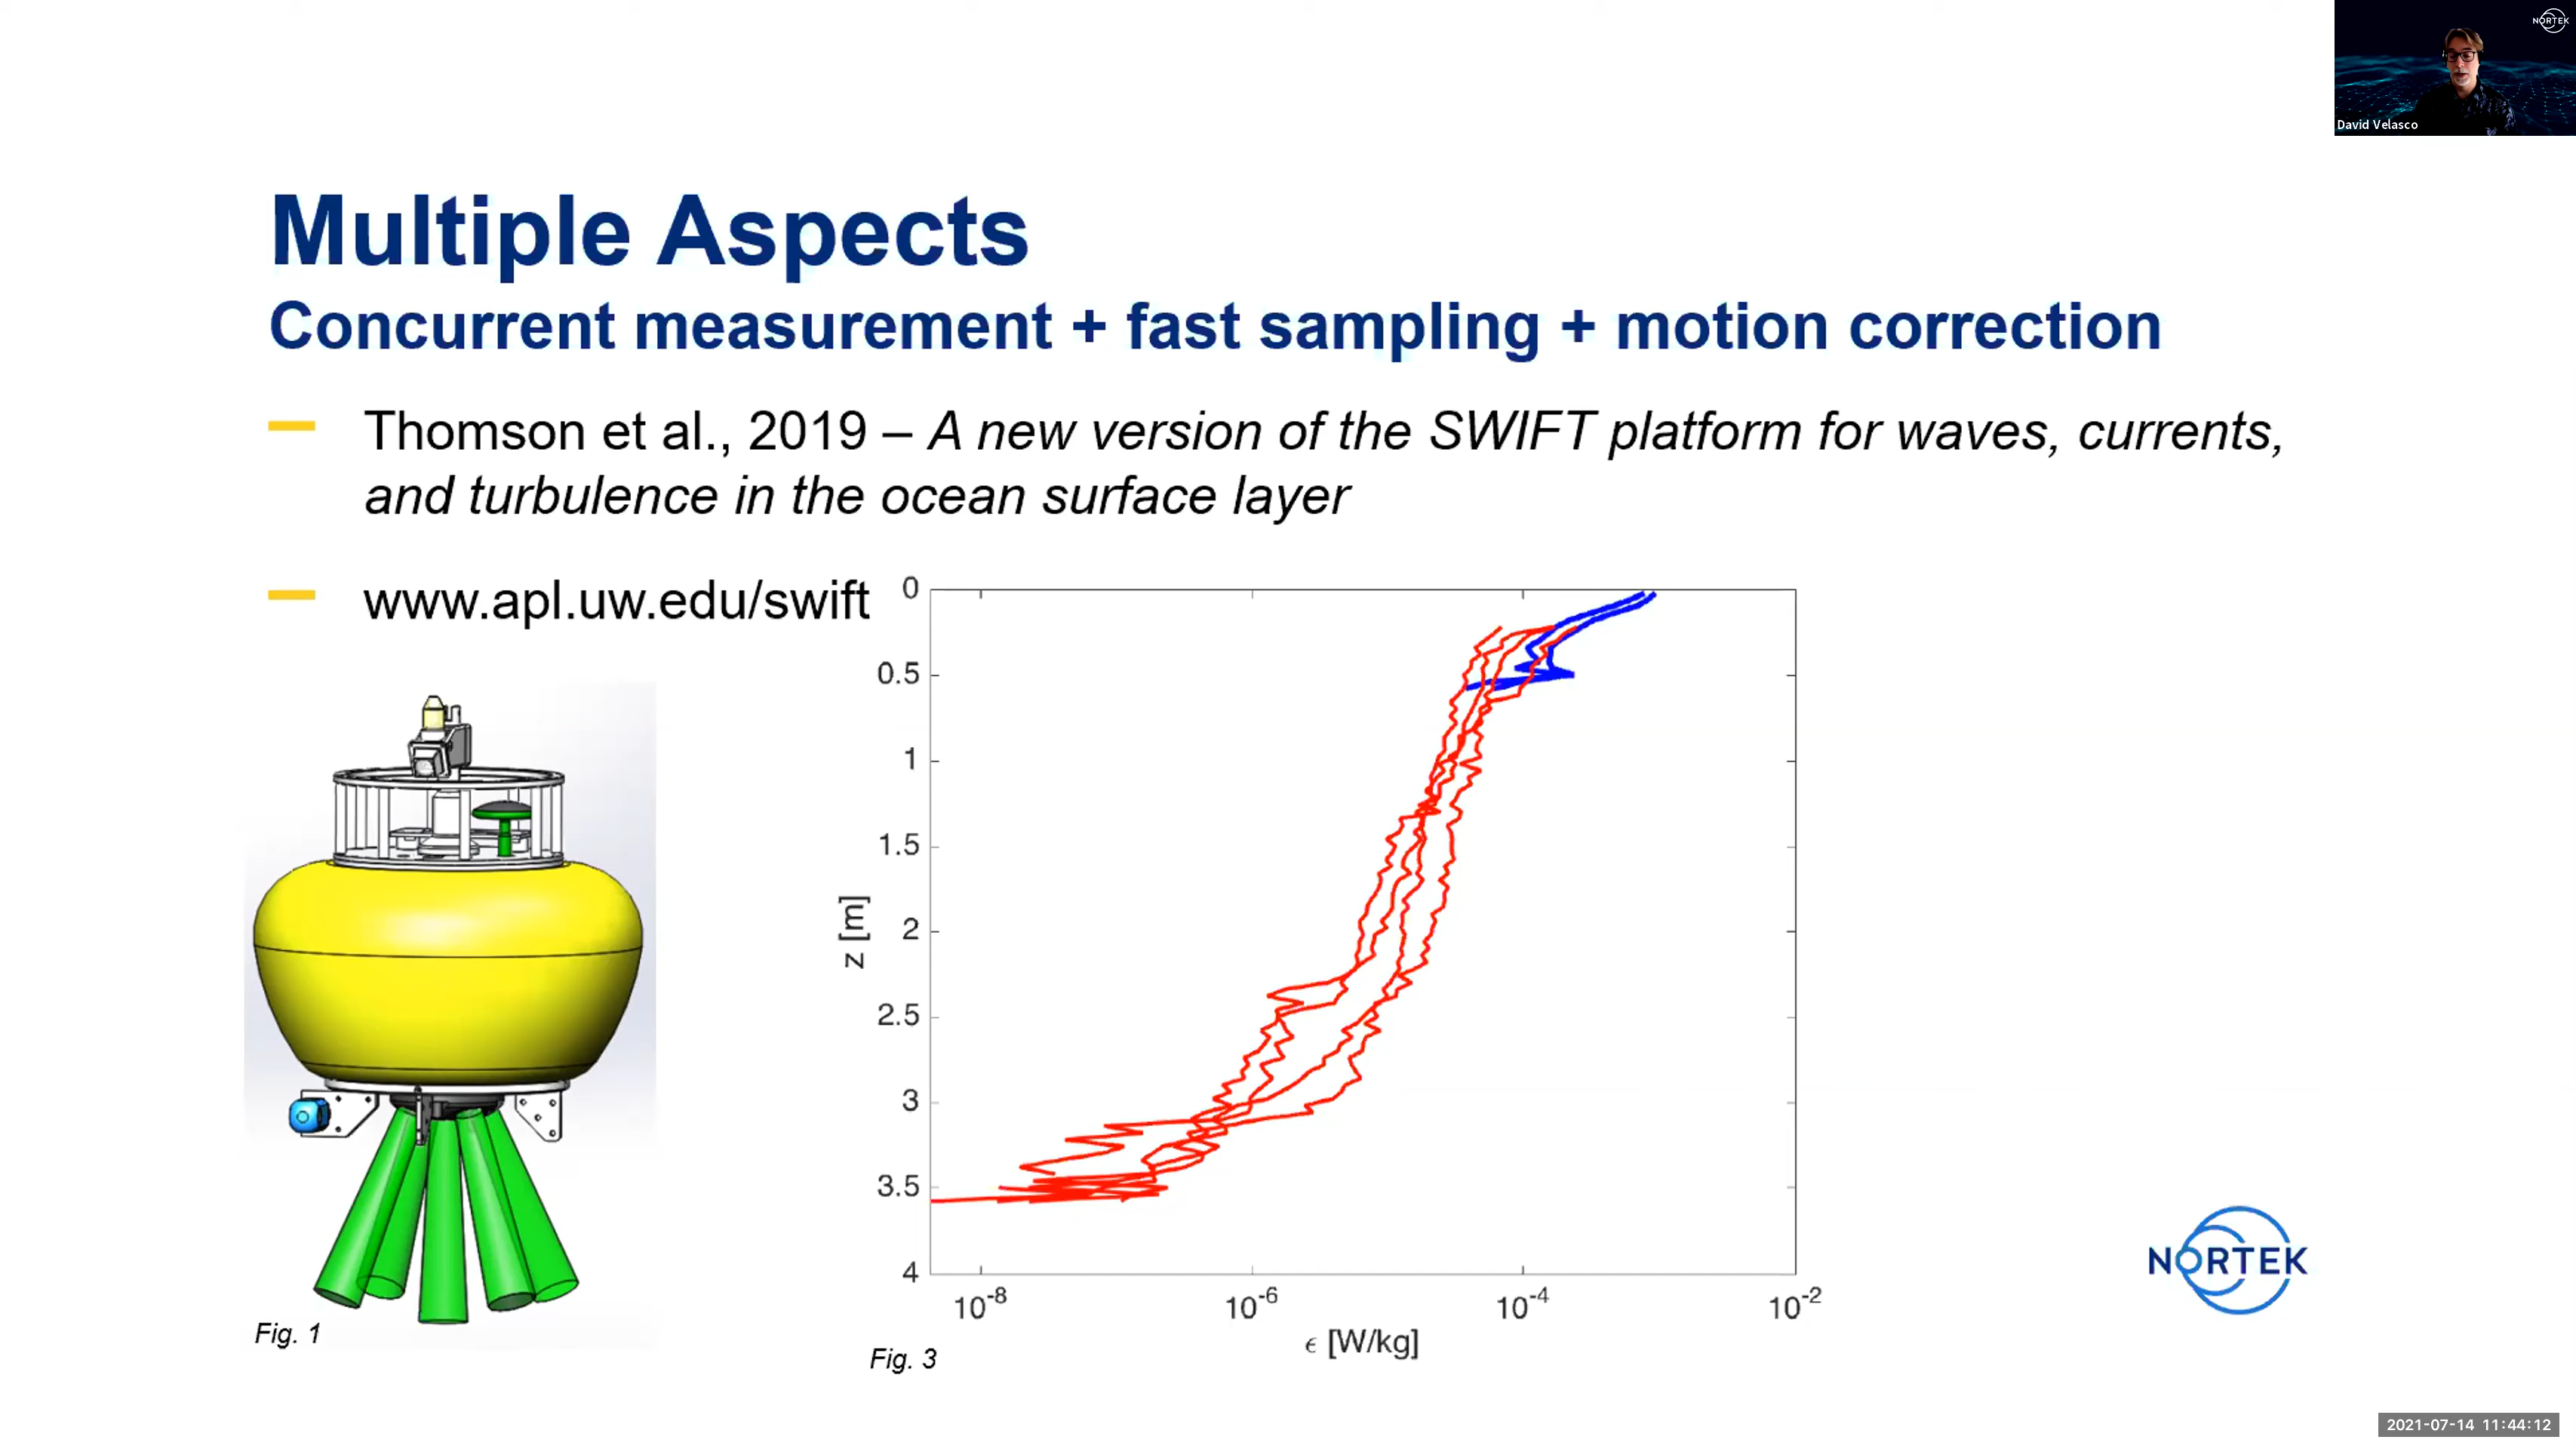 NORTEK
David Velasco
Multiple Aspects
Concurrent measurement + fast sampling + motion correction
Thomson et al., 2019 – A new version of the SWIFT platform for waves, currents,
and turbulence in the ocean surface layer
www.apl.uw.edu/swift
0
0.5
1
1.5
2
2.5
3
3.5
4
z [m]
10-8
10-6
10-4
10-2
ϵ [W/kg]
Fig. 1
Fig. 3
NORTEK
2021-07-14 11:44:12